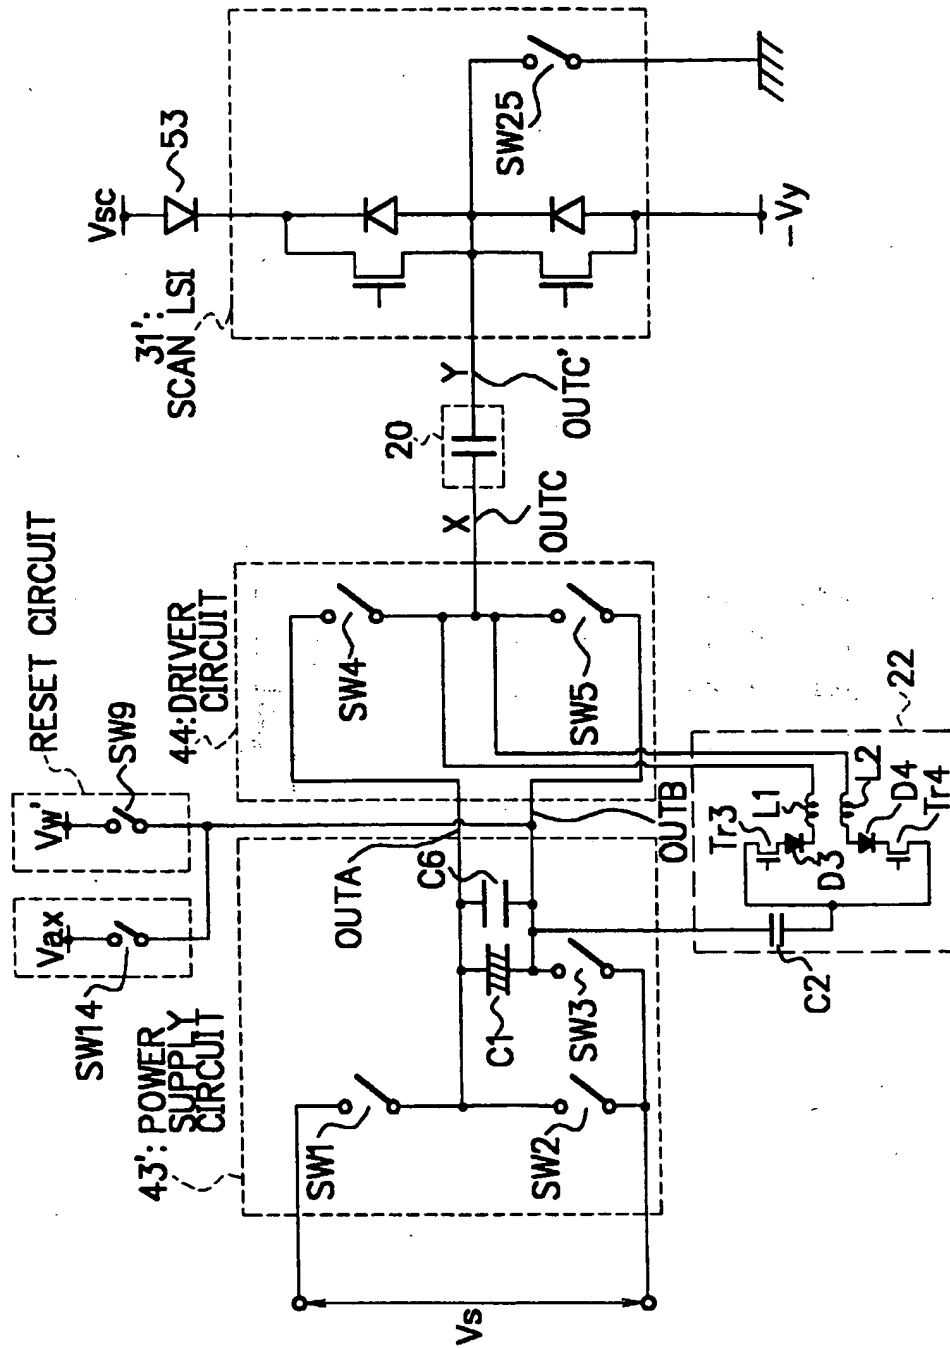 RESET CIRCUIT
Vax
SW14
Vw'
SW9
43': POWER
SUPPLY
CIRCUIT
44:DRIVER
CIRCUIT
31':
SCAN LSI
Vsc
53
Vs
SW1
SW2
SW3
C1
C6
OUTA
OUTB
SW4
SW5
X
OUTC
20
Y
OUTC'
SW25
-Vy
22
C2
Tr3
D3
L1
L2
D4
Tr4